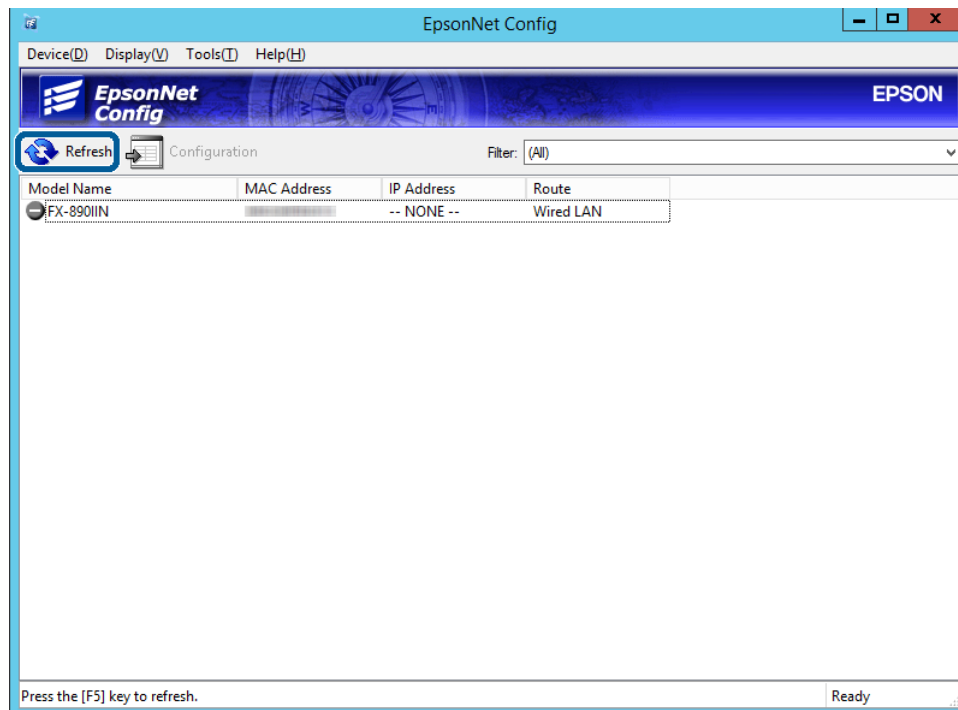 EpsonNet Config
Device(D) Display(V) Tools(T) Help(H)
EpsonNet
Config
EPSON
Refresh Configuration Filter: (All)
Model Name MAC Address IP Address Route
FX-890IIN -- NONE -- Wired LAN
Press the [F5] key to refresh. Ready